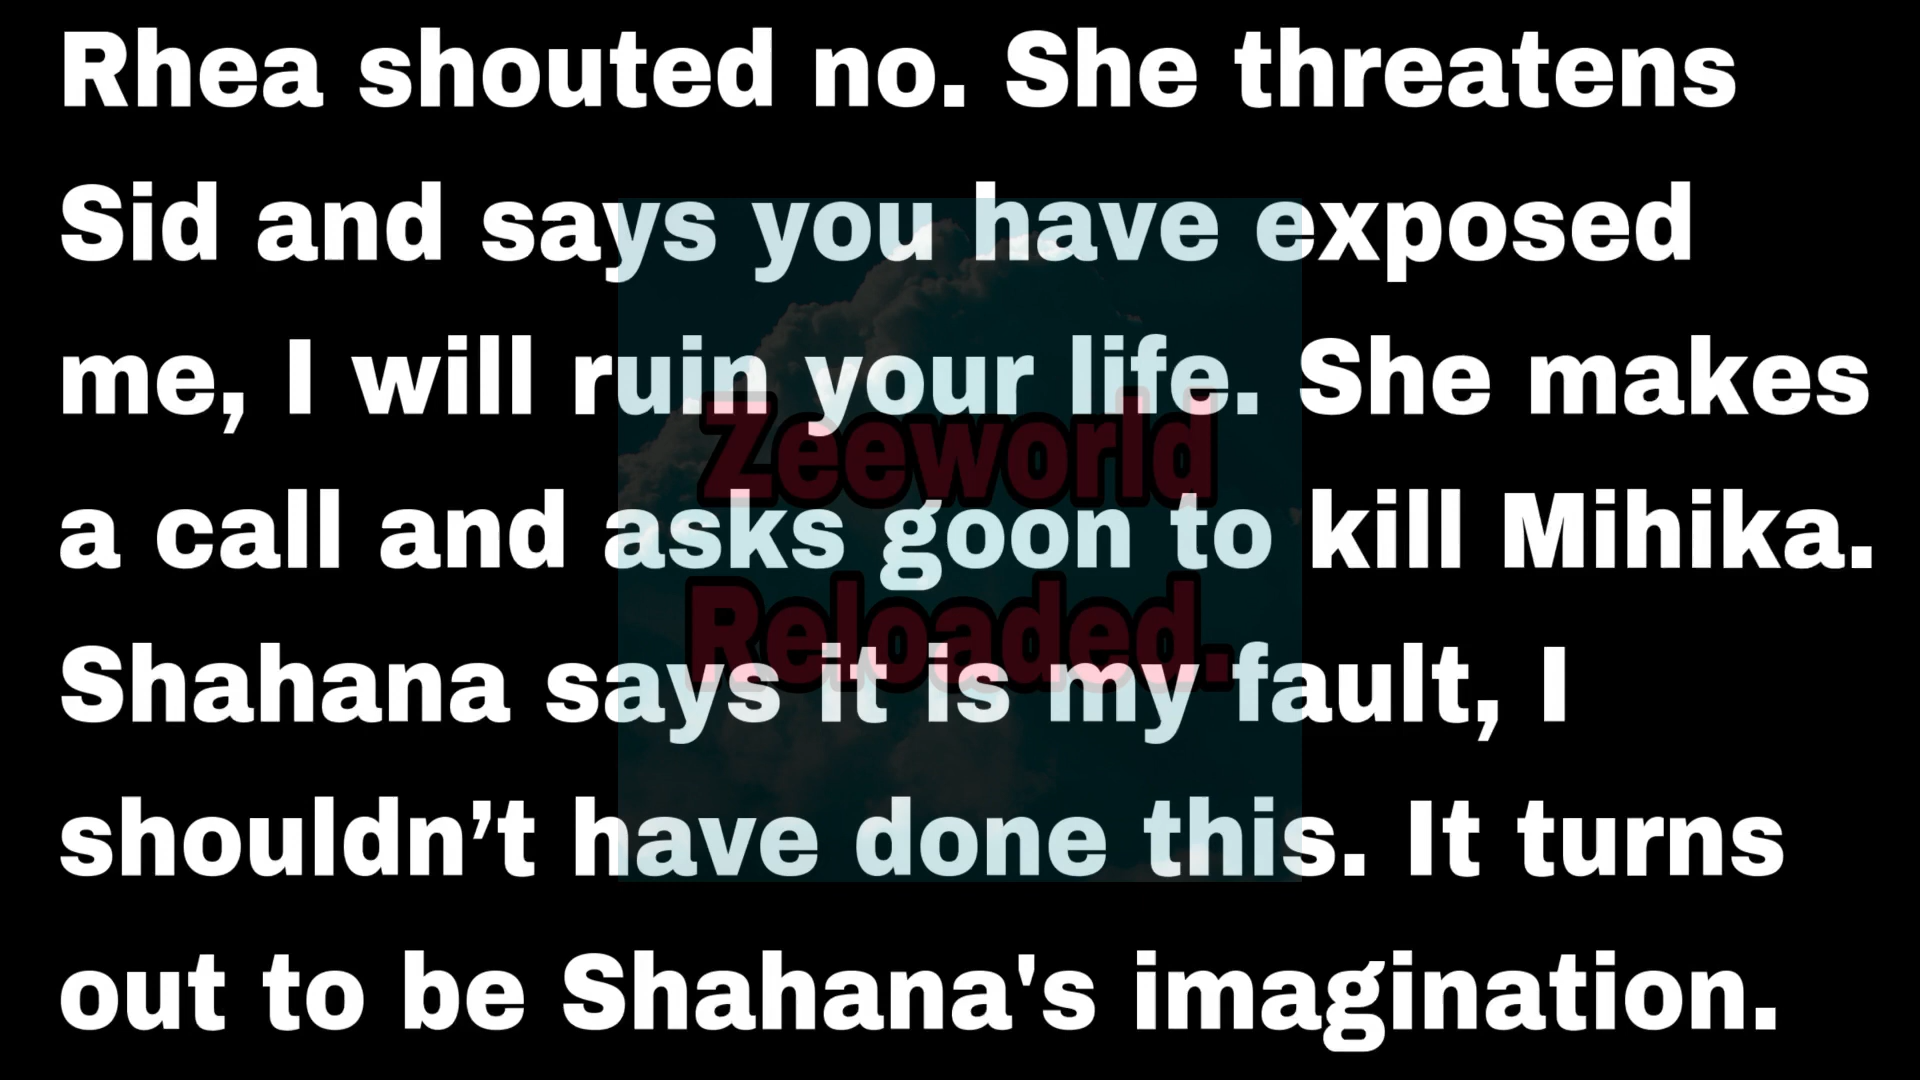 Rhea shouted no. She threatens
Sid and says you have exposed
me, I will ruin your life. She makes
a call and asks goon to kill Mihika.
Shahana says it is my fault, I
shouldn’t have done this. It turns
out to be Shahana's imagination.
Zeeworld
Reloaded.